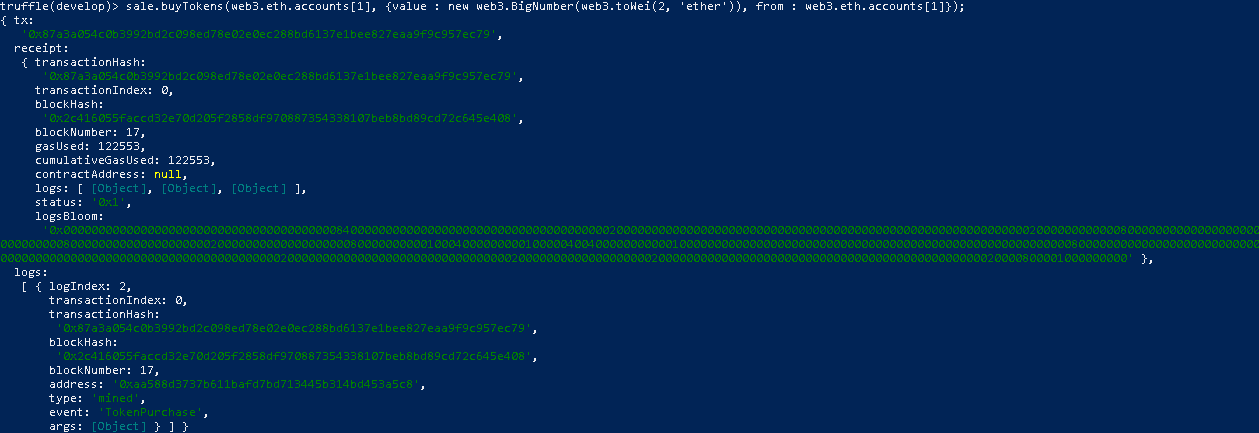 truffle(develop)> sale.buyTokens(web3.eth.accounts[1], {value : new web3.BigNumber(web3.toWei(2, 'ether')), from : web3.eth.accounts[1]});
{ tx:
'0x87a3a054c0b3992bd2c098ed78e02e0ec288bd6137e1bee827eaa9f9c957ec79',
receipt:
{ transactionHash:
'0x87a3a054c0b3992bd2c098ed78e02e0ec288bd6137e1bee827eaa9f9c957ec79',
transactionIndex: 0,
blockHash:
'0x2c416055faccd32e70d205f2858df970887354338107beb8bd89cd72c645e408',
blockNumber: 17,
gasUsed: 122553,
cumulativeGasUsed: 122553,
contractAddress: null,
logs: [ [Object], [Object], [Object] ],
status: '0x1',
logsBloom:
logs:
[ { logIndex: 2,
transactionIndex: 0,
transactionHash:
'0x87a3a054c0b3992bd2c098ed78e02e0ec288bd6137e1bee827eaa9f9c957ec79',
blockHash:
'0x2c416055faccd32e70d205f2858df970887354338107beb8bd89cd72c645e408',
blockNumber: 17,
address: '0xaa588d3737b611bafd7bd713445b314bd453a5c8',
type: 'mined',
event: 'TokenPurchase',
args: [Object] } ] }